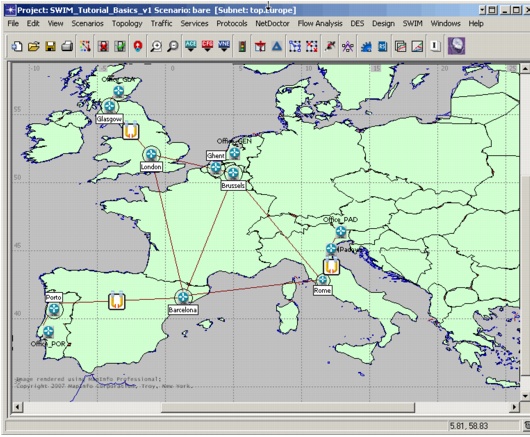 Project: SWIM_Tutorial_Basics_v1 Scenario: bare [Subnet: top.Europe]
File Edit View Scenarios Topology Traffic Services Protocols NetDoctor Flow Analysis DES Design SWIM Windows Help
-10
0
10
20
Office_GLA
55
Glasgow
Office_GEN
London
Ghent
Brussels
50
Office_PAD
Padova
45
Rome
Porto
Barcelona
40
Office_POR
Image rendered using MapInfo Professional;
Copyright 2007 MapInfo Corporation, Troy, New York.
5.81, 58.83